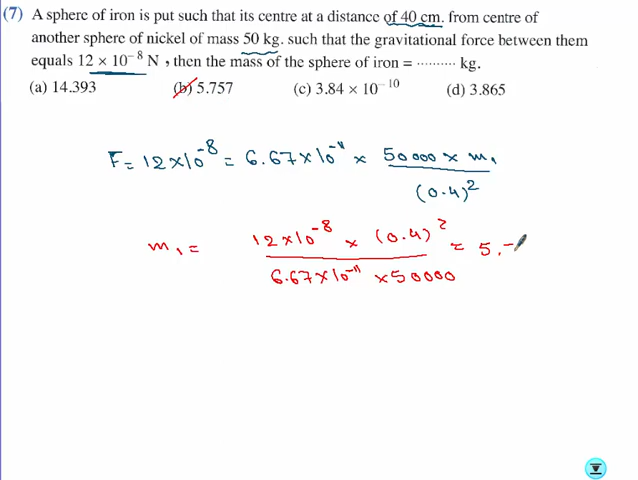 (7) A sphere of iron is put such that its centre at a distance of 40 cm. from centre of
another sphere of nickel of mass 50 kg. such that the gravitational force between them
equals 12 × 10⁻⁸ N , then the mass of the sphere of iron = ·········· kg.
(a) 14.393 (b) 5.757 (c) 3.84 × 10⁻¹⁰ (d) 3.865
F = 12 × 10⁻⁸ = 6.67 × 10⁻¹¹ × 50000 × m₁
(0.4)²
m₁ = 12 × 10⁻⁸ × (0.4)² = 5.7
6.67 × 10⁻¹¹ × 50000